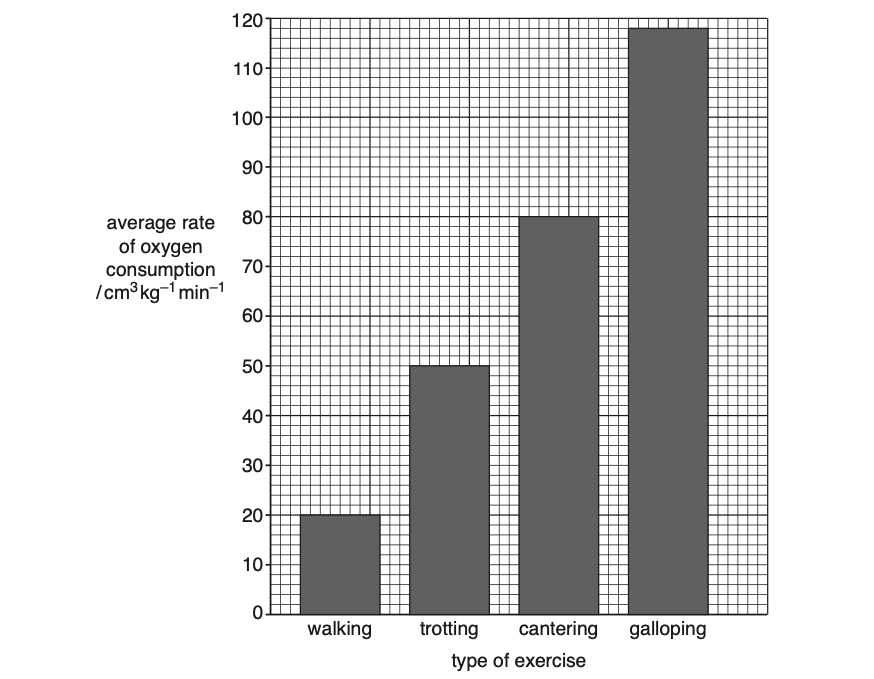 120
110
100
90
80
70
60
50
40
30
20
10
0
average rate
of oxygen
consumption
/cm³kg⁻¹min⁻¹
walking trotting cantering galloping
type of exercise